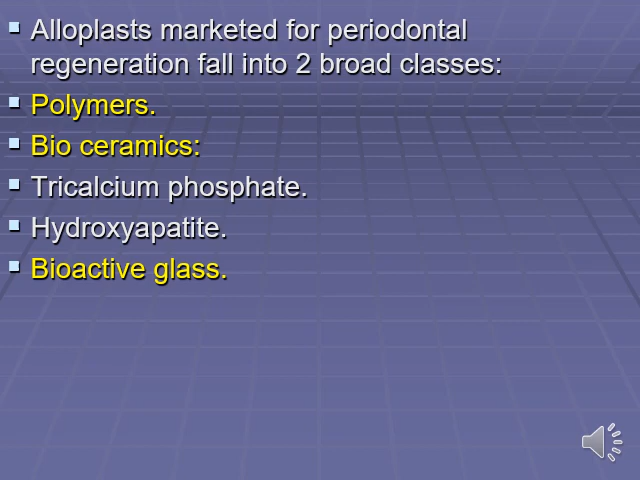 Alloplasts marketed for periodontal
regeneration fall into 2 broad classes:
Polymers.
Bio ceramics:
Tricalcium phosphate.
Hydroxyapatite.
Bioactive glass.